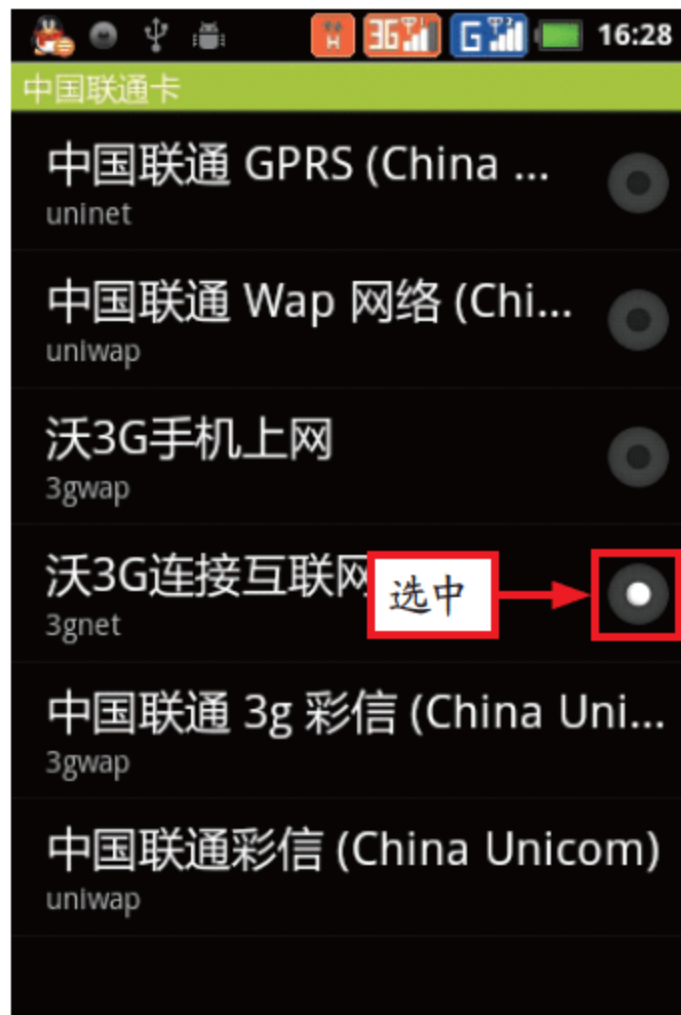 H 3G 1 G 2 16:28
中国联通卡
中国联通 GPRS (China ...
uninet
中国联通 Wap 网络 (Chi...
uniwap
沃3G手机上网
3gwap
沃3G连接互联网
选中
3gnet
中国联通 3g 彩信 (China Uni...
3gwap
中国联通彩信 (China Unicom)
uniwap